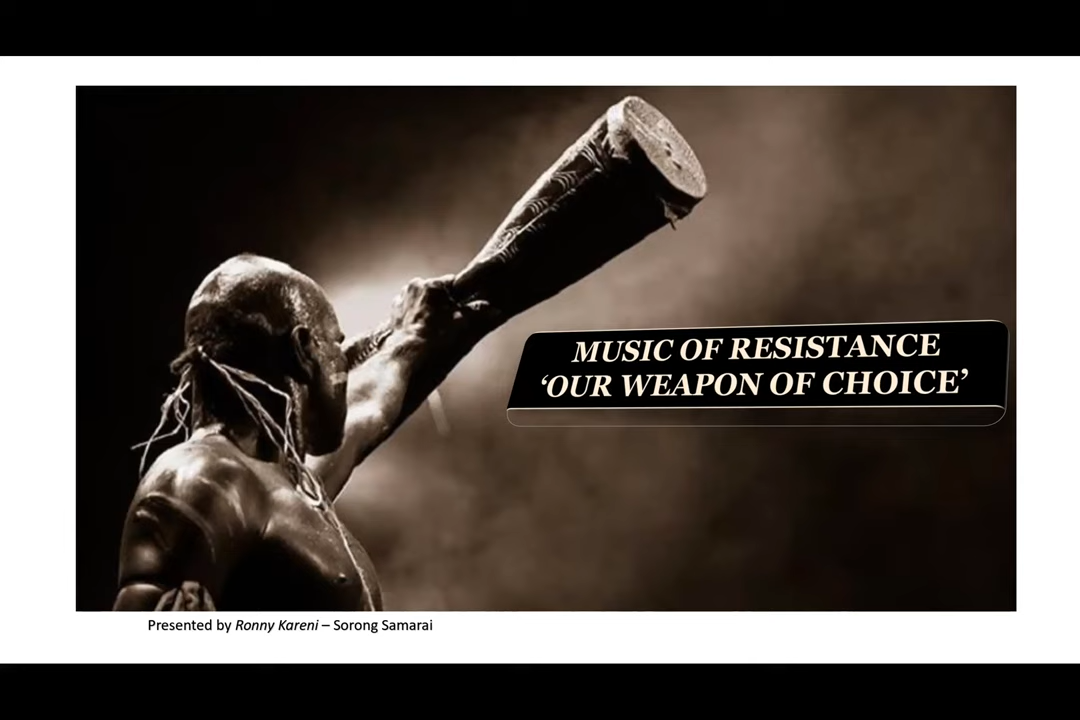 MUSIC OF RESISTANCE
‘OUR WEAPON OF CHOICE’
Presented by Ronny Kareni – Sorong Samarai